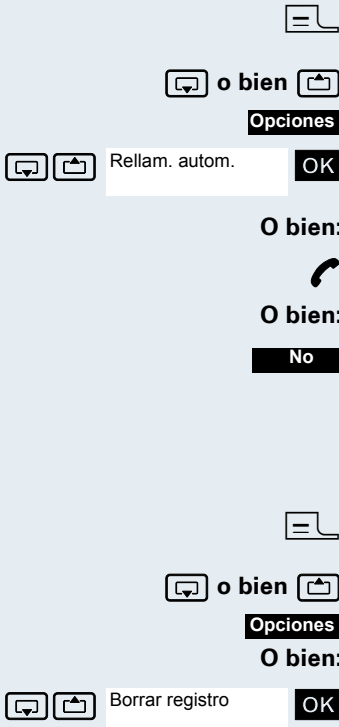 o bien
Opciones
Rellam. autom. OK
O bien:
O bien:
No
o bien
Opciones
O bien:
Borrar registro OK